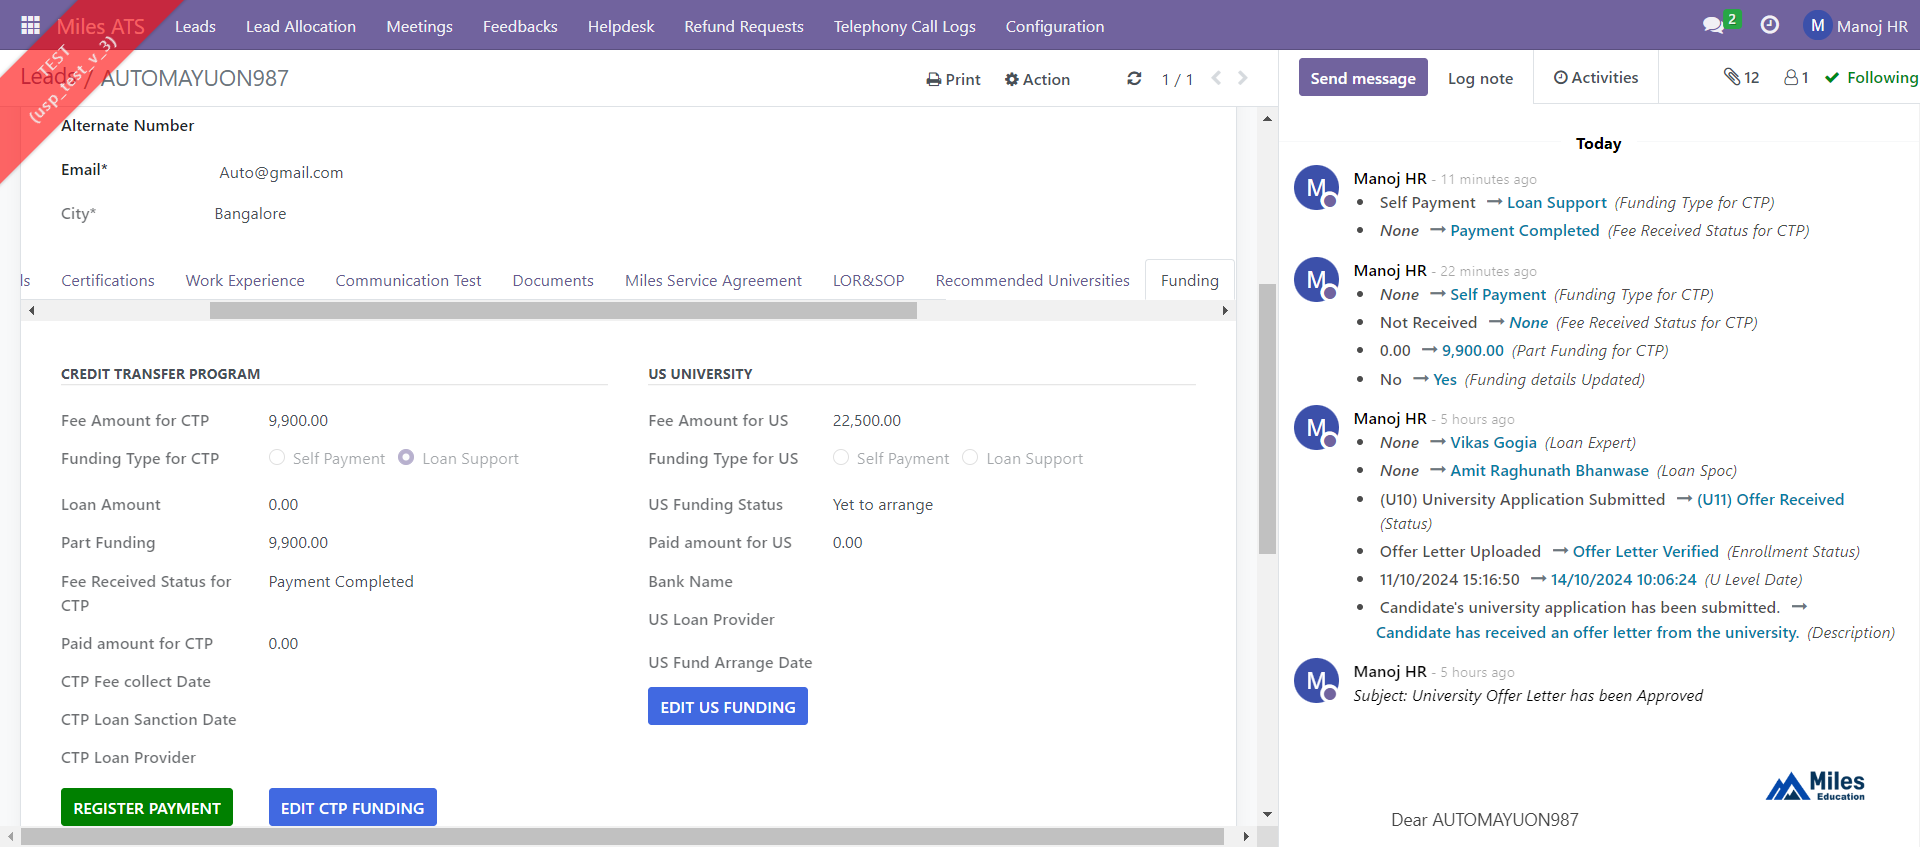 Miles ATS Leads Lead Allocation Meetings Feedbacks Helpdesk Refund Requests Telephony Call Logs Configuration 2 M Manoj HR
TEST
(usp_test_v_3)
Leads / AUTOMAYUON987 Print Action 1 / 1
Send message Log note Activities 12 1 Following
Alternate Number
Email* Auto@gmail.com
City* Bangalore
ls Certifications Work Experience Communication Test Documents Miles Service Agreement LOR&SOP Recommended Universities Funding
CREDIT TRANSFER PROGRAM
Fee Amount for CTP 9,900.00
Funding Type for CTP Self Payment Loan Support
Loan Amount 0.00
Part Funding 9,900.00
Fee Received Status for
CTP
Payment Completed
Paid amount for CTP 0.00
CTP Fee collect Date
CTP Loan Sanction Date
CTP Loan Provider
REGISTER PAYMENT EDIT CTP FUNDING
US UNIVERSITY
Fee Amount for US 22,500.00
Funding Type for US Self Payment Loan Support
US Funding Status Yet to arrange
Paid amount for US 0.00
Bank Name
US Loan Provider
US Fund Arrange Date
EDIT US FUNDING
Today
M Manoj HR - 11 minutes ago
• Self Payment → Loan Support (Funding Type for CTP)
• None → Payment Completed (Fee Received Status for CTP)
M Manoj HR - 22 minutes ago
• None → Self Payment (Funding Type for CTP)
• Not Received → None (Fee Received Status for CTP)
• 0.00 → 9,900.00 (Part Funding for CTP)
• No → Yes (Funding details Updated)
M Manoj HR - 5 hours ago
• None → Vikas Gogia (Loan Expert)
• None → Amit Raghunath Bhanwase (Loan Spoc)
• (U10) University Application Submitted → (U11) Offer Received
(Status)
• Offer Letter Uploaded → Offer Letter Verified (Enrollment Status)
• 11/10/2024 15:16:50 → 14/10/2024 10:06:24 (U Level Date)
• Candidate's university application has been submitted. →
Candidate has received an offer letter from the university. (Description)
M Manoj HR - 5 hours ago
Subject: University Offer Letter has been Approved
Miles
Education
Dear AUTOMAYUON987